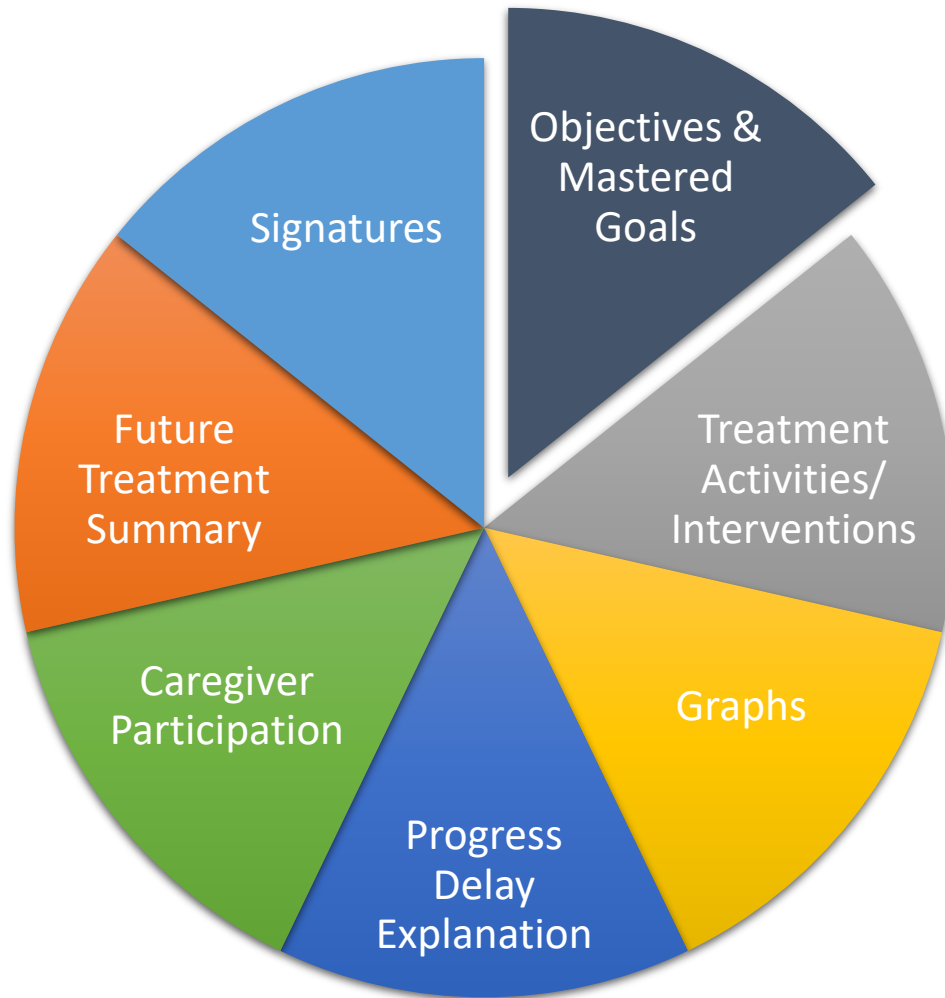 Objectives &
Mastered
Goals
Treatment
Activities/
Interventions
Graphs
Progress
Delay
Explanation
Caregiver
Participation
Future
Treatment
Summary
Signatures